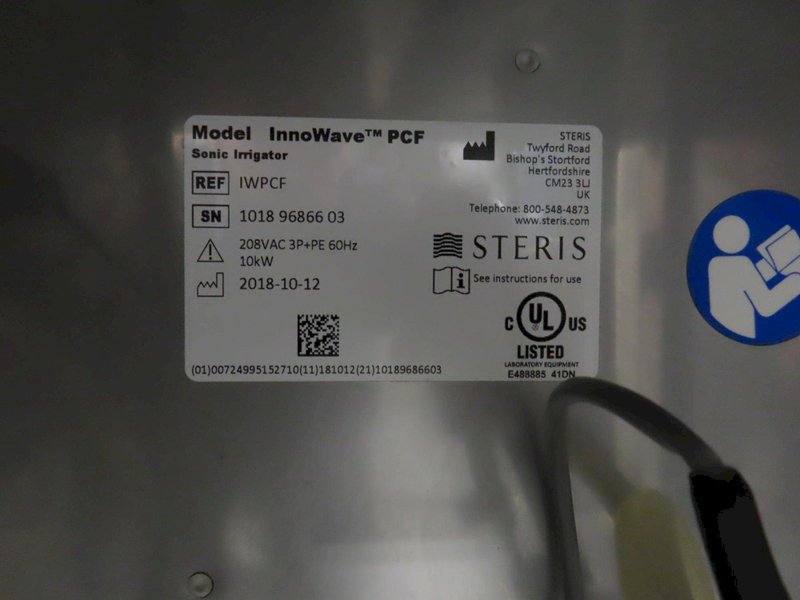 Model InnoWave™ PCF
Sonic Irrigator
REF IWPCF
SN 1018 96866 03
208VAC 3P+PE 60Hz
10kW
2018-10-12
(01)00724995152710(11)181012(21)10189686603
STERIS
Twyford Road
Bishop's Stortford
Hertfordshire
CM23 3LJ
UK
Telephone: 800-548-4873
www.steris.com
STERIS
i See instructions for use
C UL US
LISTED
LABORATORY EQUIPMENT
E488885 41DN